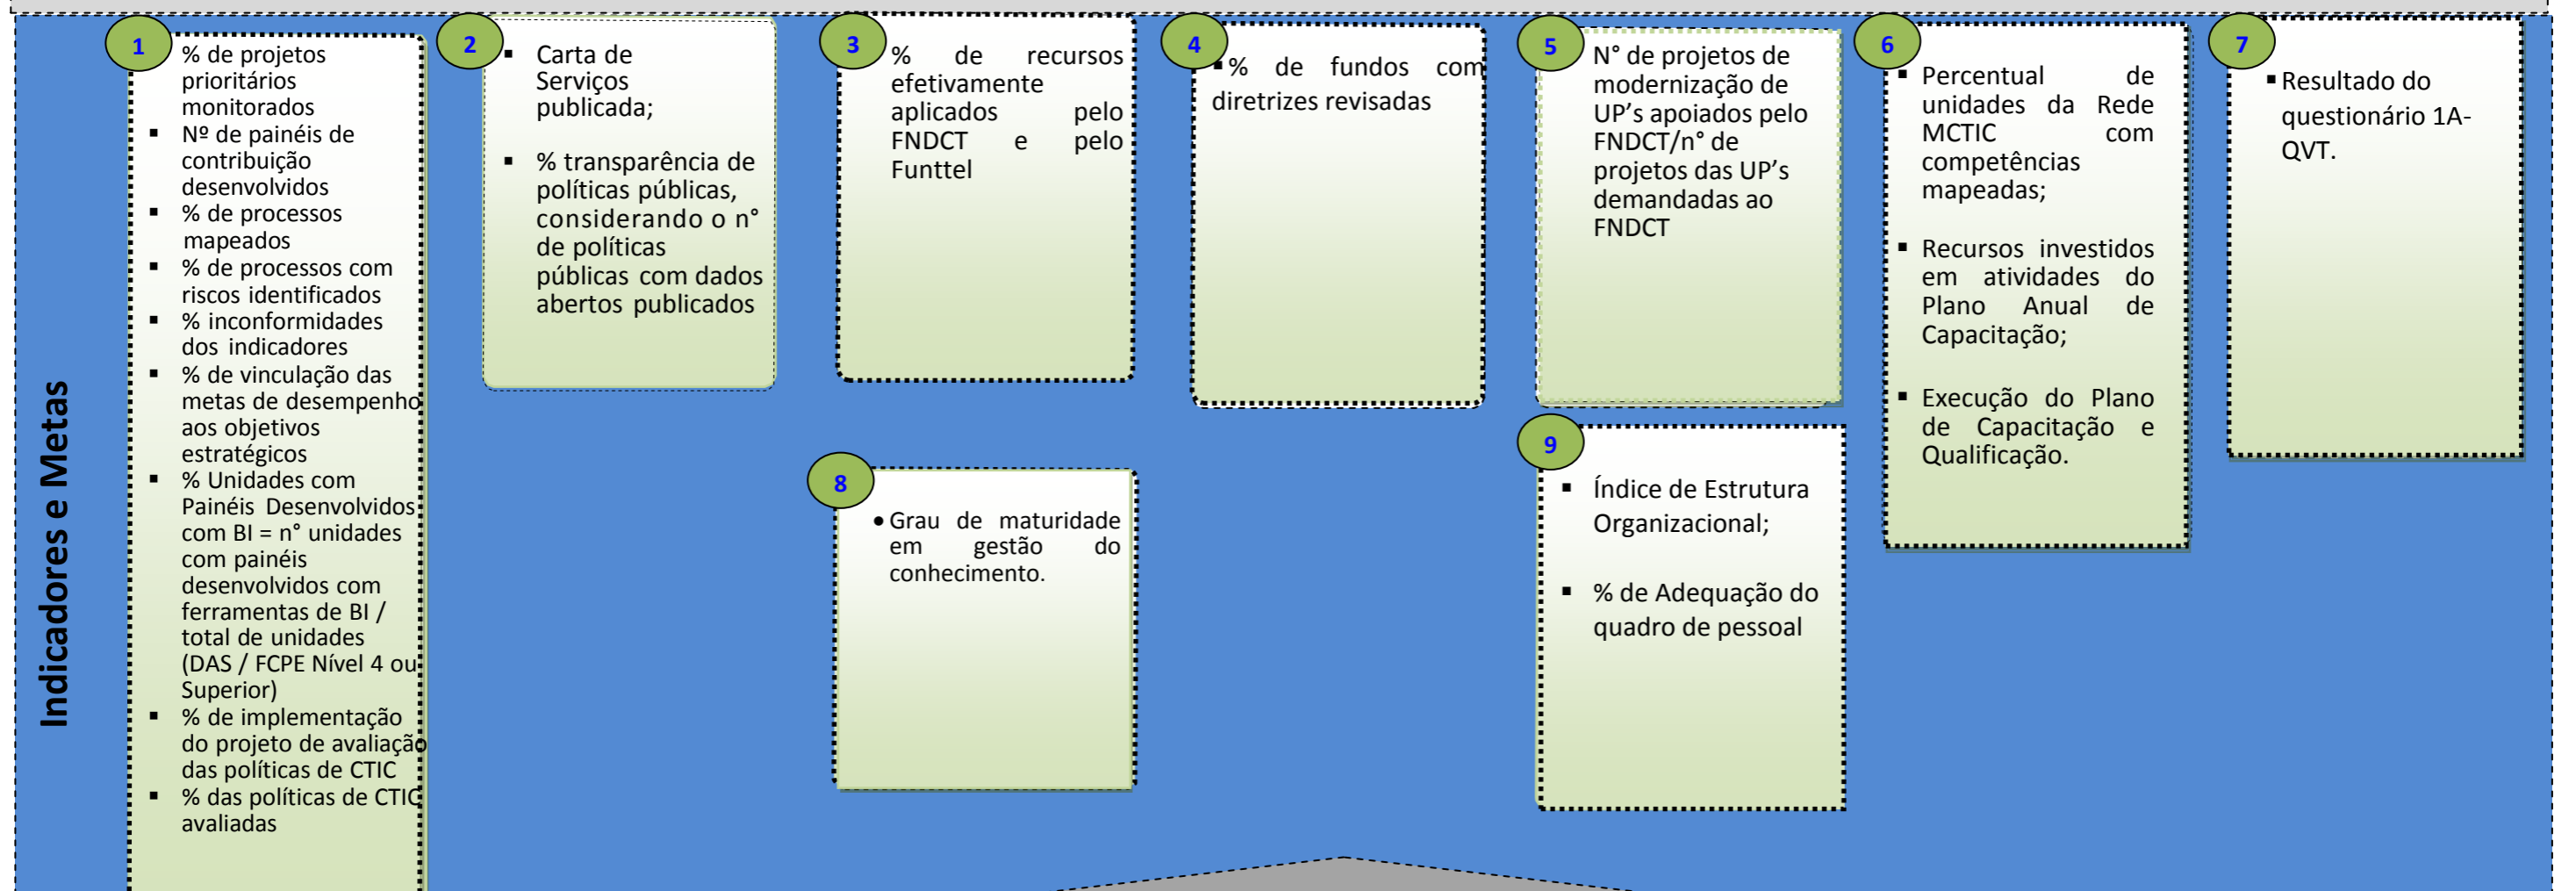 Indicadores e Metas
1
% de projetos
prioritários
monitorados
▪ Nº de painéis de
contribuição
desenvolvidos
▪ % de processos
mapeados
▪ % de processos com
riscos identificados
▪ % inconformidades
dos indicadores
▪ % de vinculação das
metas de desempenho
aos objetivos
estratégicos
▪ % Unidades com
Painéis Desenvolvidos
com BI = n° unidades
com painéis
desenvolvidos com
ferramentas de BI /
total de unidades
(DAS / FCPE Nível 4 ou
Superior)
▪ % de implementação
do projeto de avaliação
das políticas de CTIC
▪ % das políticas de CTIC
avaliadas
2
▪ Carta de
Serviços
publicada;
▪ % transparência de
políticas públicas,
considerando o n°
de políticas
públicas com dados
abertos publicados
3
% de recursos
efetivamente
aplicados pelo
FNDCT e pelo
Funttel
4
▪% de fundos com
diretrizes revisadas
5
N° de projetos de
modernização de
UP’s apoiados pelo
FNDCT/n° de
projetos das UP’s
demandadas ao
FNDCT
6
▪ Percentual de
unidades da Rede
MCTIC com
competências
mapeadas;
▪ Recursos investidos
em atividades do
Plano Anual de
Capacitação;
▪ Execução do Plano
de Capacitação e
Qualificação.
7
▪ Resultado do
questionário 1A-
QVT.
8
• Grau de maturidade
em gestão do
conhecimento.
9
▪ Índice de Estrutura
Organizacional;
▪ % de Adequação do
quadro de pessoal